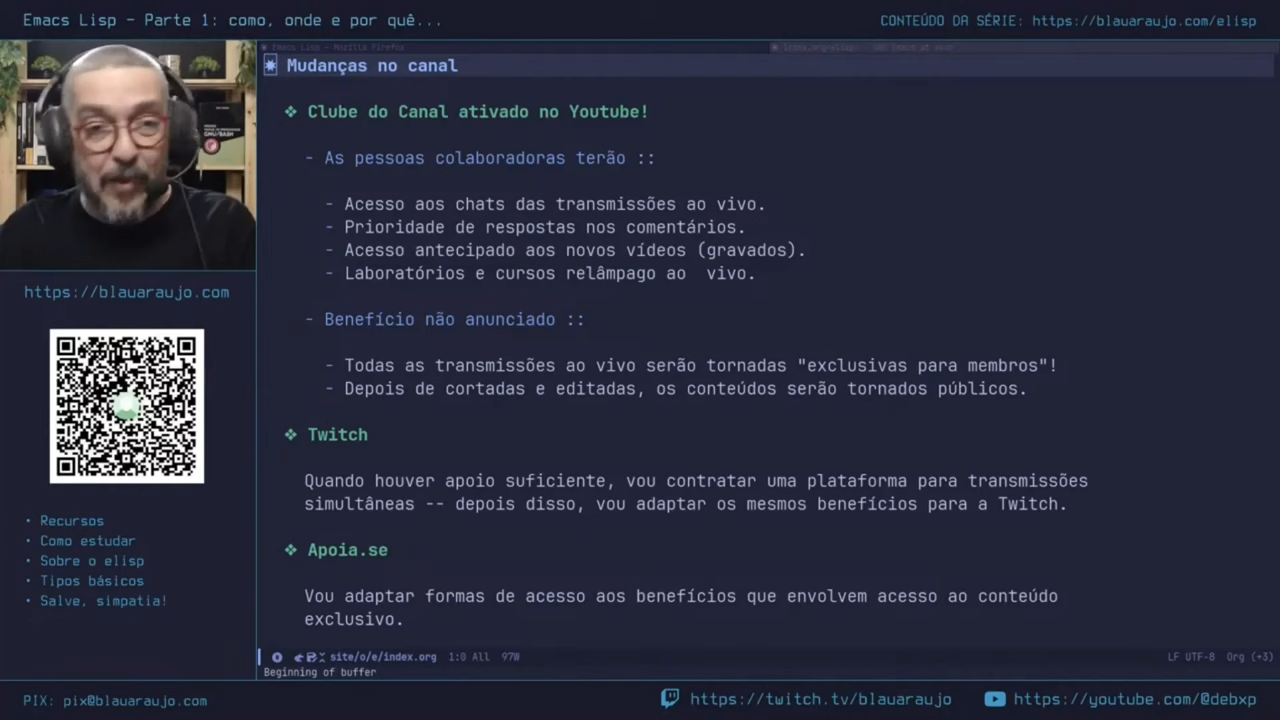 Emacs Lisp - Parte 1: como, onde e por quê...
CONTEÚDO DA SÉRIE: https://blauaraujo.com/elisp
Emacs Lisp — Mozilla Firefox
Mudanças no canal
❖ Clube do Canal ativado no Youtube!
- As pessoas colaboradoras terão ::
- Acesso aos chats das transmissões ao vivo.
- Prioridade de respostas nos comentários.
- Acesso antecipado aos novos vídeos (gravados).
- Laboratórios e cursos relâmpago ao  vivo.
- Benefício não anunciado ::
- Todas as transmissões ao vivo serão tornadas "exclusivas para membros"!
- Depois de cortadas e editadas, os conteúdos serão tornados públicos.
❖ Twitch
Quando houver apoio suficiente, vou contratar uma plataforma para transmissões
simultâneas -- depois disso, vou adaptar os mesmos benefícios para a Twitch.
❖ Apoia.se
Vou adaptar formas de acesso aos benefícios que envolvem acesso ao conteúdo
exclusivo.
site/o/e/index.org 1:0 All 97W
LF UTF-8 Org (+3)
Beginning of buffer
https://blauaraujo.com
• Recursos
• Como estudar
• Sobre o elisp
• Tipos básicos
• Salve, simpatia!
PIX: pix@blauaraujo.com
https://twitch.tv/blauaraujo
https://youtube.com/@debxp